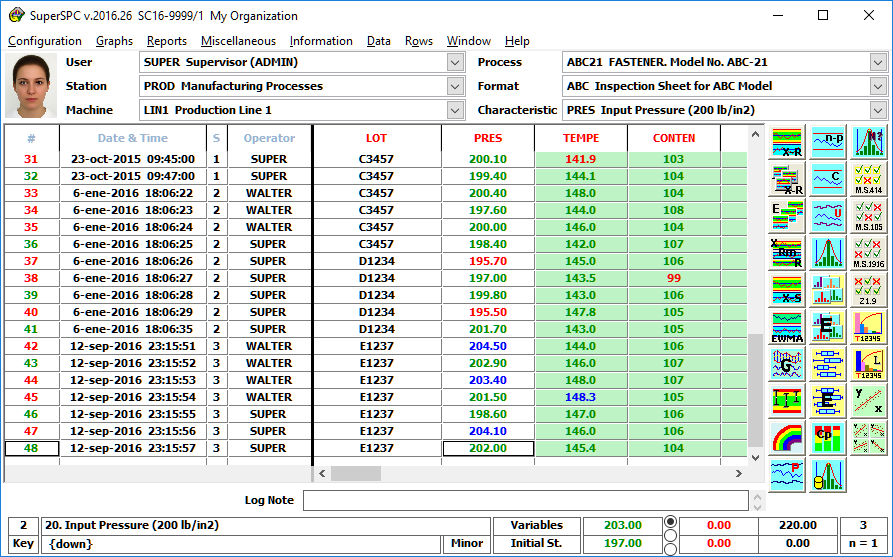 SuperSPC v.2016.26 SC16-9999/1 My Organization
Configuration Graphs Reports Miscellaneous Information Data Rows Window Help
User SUPER Supervisor (ADMIN) Process ABC21 FASTENER. Model No. ABC-21
Station PROD Manufacturing Processes Format ABC Inspection Sheet for ABC Model
Machine LIN1 Production Line 1 Characteristic PRES Input Pressure (200 lb/in2)
# Date & Time S Operator LOT PRES TEMPE CONTEN
31 23-oct-2015 09:45:00 1 SUPER C3457 200.10 141.9 103
32 23-oct-2015 09:47:00 1 SUPER C3457 199.40 144.1 104
33 6-ene-2016 18:06:22 2 WALTER C3457 200.40 148.0 104
34 6-ene-2016 18:06:23 2 WALTER C3457 197.60 144.0 108
35 6-ene-2016 18:06:24 2 WALTER C3457 200.00 146.0 104
36 6-ene-2016 18:06:25 2 SUPER C3457 198.40 142.0 107
37 6-ene-2016 18:06:26 2 SUPER D1234 195.70 145.0 106
38 6-ene-2016 18:06:27 2 SUPER D1234 197.00 143.5 99
39 6-ene-2016 18:06:28 2 SUPER D1234 199.80 143.0 106
40 6-ene-2016 18:06:29 2 SUPER D1234 195.50 147.8 105
41 6-ene-2016 18:06:35 2 SUPER D1234 201.70 143.0 105
42 12-sep-2016 23:15:51 3 WALTER E1237 204.50 144.0 106
43 12-sep-2016 23:15:52 3 WALTER E1237 202.90 146.0 107
44 12-sep-2016 23:15:53 3 WALTER E1237 203.40 148.0 107
45 12-sep-2016 23:15:54 3 WALTER E1237 201.50 148.3 105
46 12-sep-2016 23:15:55 3 SUPER E1237 198.60 147.0 106
47 12-sep-2016 23:15:56 3 SUPER E1237 204.10 146.0 106
48 12-sep-2016 23:15:57 3 SUPER E1237 202.00 145.4 104
X-R n-p N?
X-R C M.S.414
E U M.S.105
X Rm R M.S.1916
X-S Z1.9
EWMA E T12345
G L T12345
E y x
Cp y x y x y x y x
P
Log Note
2 20. Input Pressure (200 lb/in2) Variables 203.00 0.00 220.00 3
Key {down} Minor Initial St. 197.00 0.00 0.00 n = 1